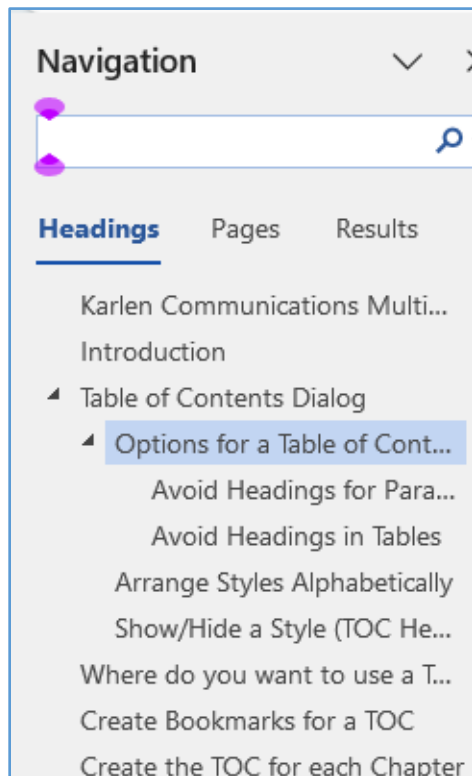 Navigation
Headings Pages Results
Karlen Communications Multi...
Introduction
Table of Contents Dialog
Options for a Table of Cont...
Avoid Headings for Para...
Avoid Headings in Tables
Arrange Styles Alphabetically
Show/Hide a Style (TOC He...
Where do you want to use a T...
Create Bookmarks for a TOC
Create the TOC for each Chapter